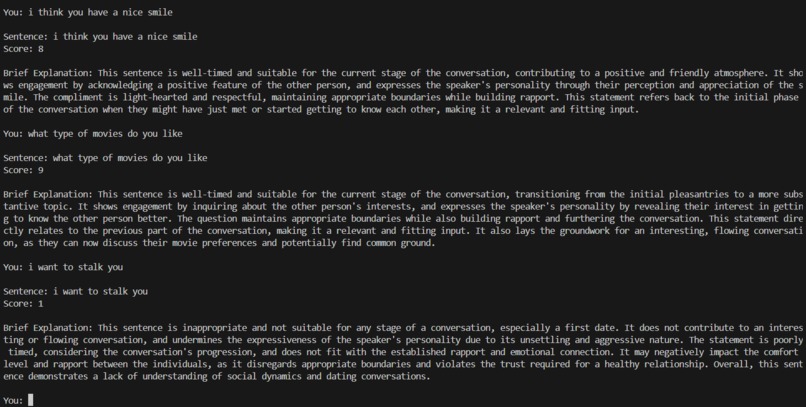 You: i think you have a nice smile
Sentence: i think you have a nice smile
Score: 8
Brief Explanation: This sentence is well-timed and suitable for the current stage of the conversation, contributing to a positive and friendly atmosphere. It sho
ws engagement by acknowledging a positive feature of the other person, and expresses the speaker's personality through their perception and appreciation of the s
mile. The compliment is light-hearted and respectful, maintaining appropriate boundaries while building rapport. This statement refers back to the initial phase
of the conversation when they might have just met or started getting to know each other, making it a relevant and fitting input.
You: what type of movies do you like
Sentence: what type of movies do you like
Score: 9
Brief Explanation: This sentence is well-timed and suitable for the current stage of the conversation, transitioning from the initial pleasantries to a more subs
tantive topic. It shows engagement by inquiring about the other person's interests, and expresses the speaker's personality by revealing their interest in gettin
g to know the other person better. The question maintains appropriate boundaries while also building rapport and furthering the conversation. This statement dire
ctly relates to the previous part of the conversation, making it a relevant and fitting input. It also lays the groundwork for an interesting, flowing conversati
on, as they can now discuss their movie preferences and potentially find common ground.
You: i want to stalk you
Sentence: i want to stalk you
Score: 1
Brief Explanation: This sentence is inappropriate and not suitable for any stage of a conversation, especially a first date. It does not contribute to an interes
ting or flowing conversation, and undermines the expressiveness of the speaker's personality due to its unsettling and aggressive nature. The statement is poorly
timed, considering the conversation's progression, and does not fit with the established rapport and emotional connection. It may negatively impact the comfort
level and rapport between the individuals, as it disregards appropriate boundaries and violates the trust required for a healthy relationship. Overall, this sent
ence demonstrates a lack of understanding of social dynamics and dating conversations.
You: